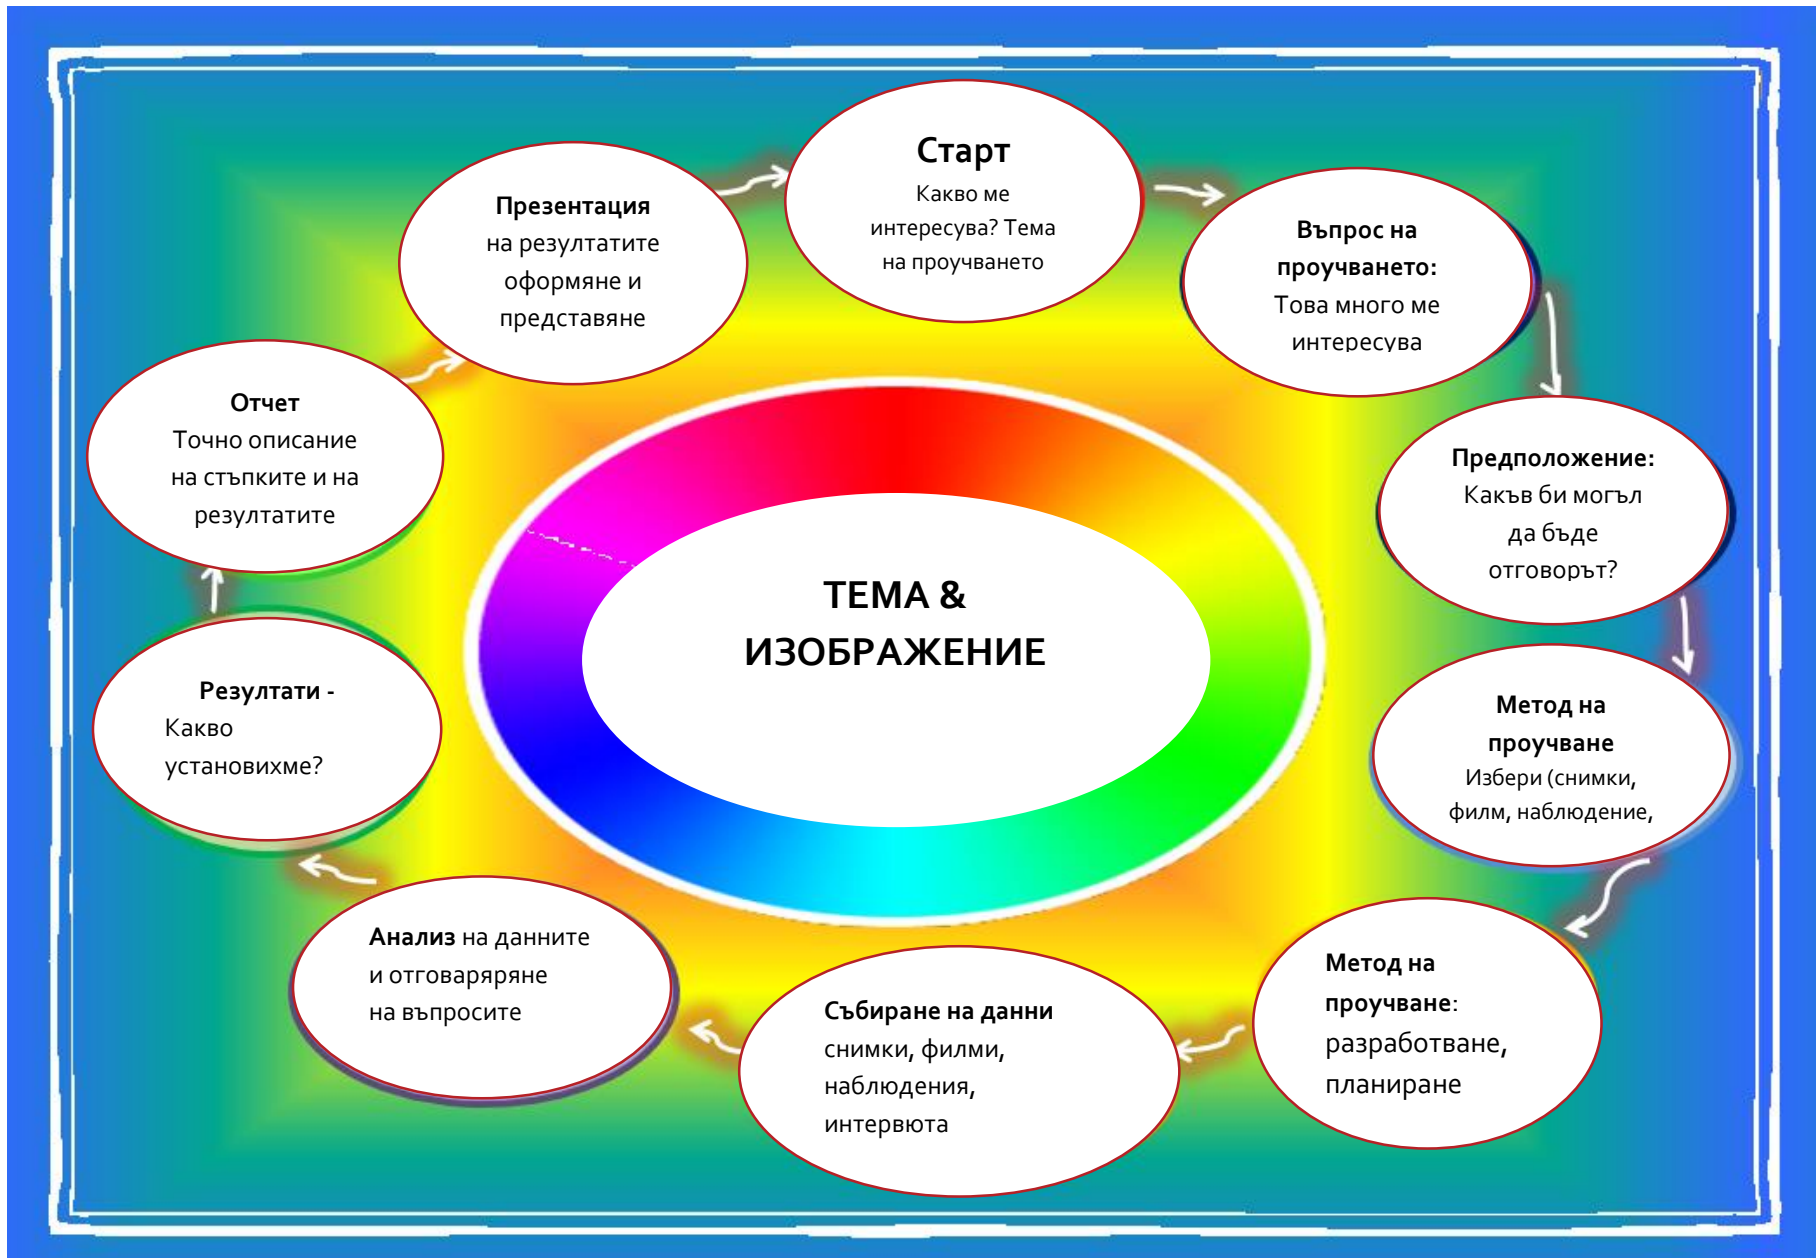 Старт
Какво ме
интересува? Тема
на проучването
Въпрос на
проучването:
Това много ме
интересува
Предположение:
Какъв би могъл
да бъде
отговорът?
Метод на
проучване
Избери (снимки,
филм, наблюдение,
Метод на
проучване:
разработване,
планиране
Събиране на данни
снимки, филми,
наблюдения,
интервюта
Анализ на данните
и отговаряряне
на въпросите
Резултати -
Какво
установихме?
Отчет
Точно описание
на стъпките и на
резултатите
Презентация
на резултатите
оформяне и
представяне
ТЕМА &
ИЗОБРАЖЕНИЕ